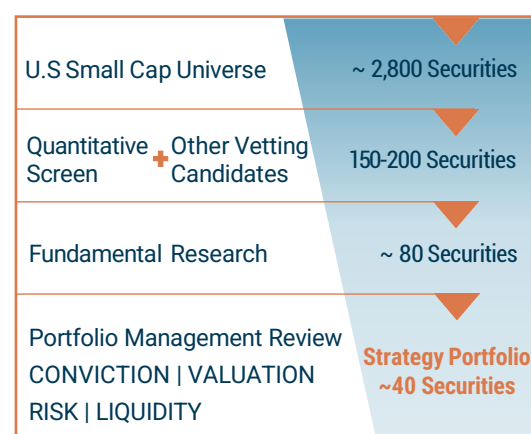 U.S Small Cap Universe
~ 2,800 Securities
Quantitative + Other Vetting
Screen Candidates
150-200 Securities
Fundamental Research
~ 80 Securities
Portfolio Management Review
CONVICTION | VALUATION
RISK | LIQUIDITY
Strategy Portfolio
~40 Securities